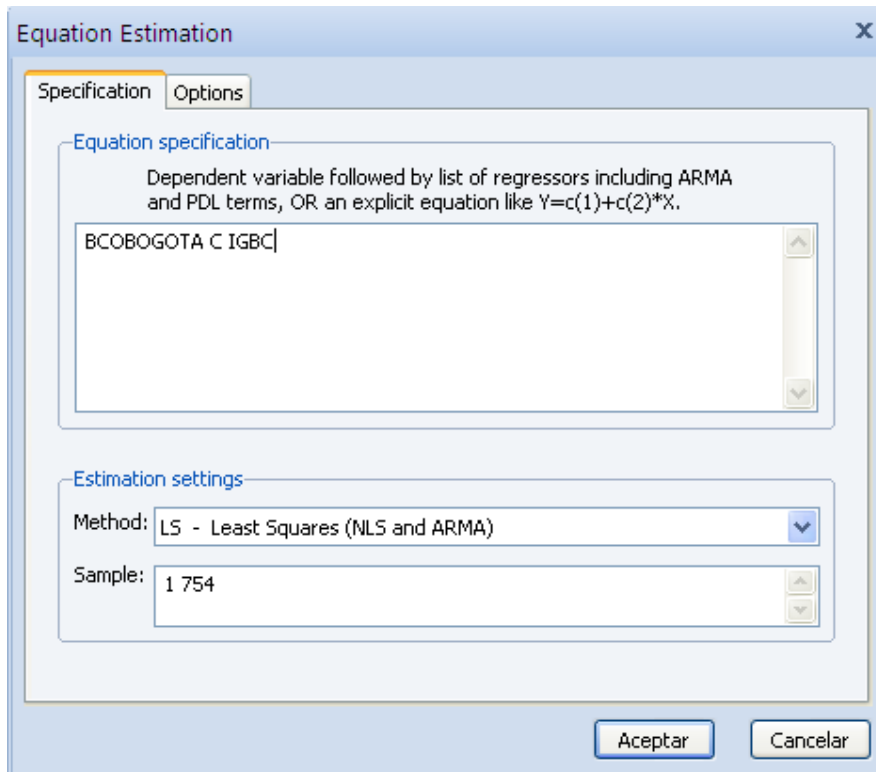 Equation Estimation
x
Specification
Options
Equation specification
Dependent variable followed by list of regressors including ARMA
and PDL terms, OR an explicit equation like Y=c(1)+c(2)*X.
BCOBOGOTA C IGBC
Estimation settings
Method:
LS - Least Squares (NLS and ARMA)
Sample:
1 754
Aceptar
Cancelar